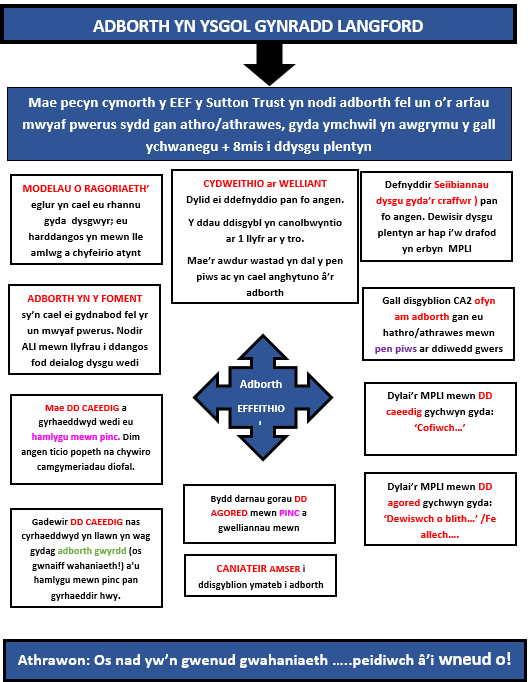 ADBORTH YN YSGOL GYNRADD LANGFORD
Mae pecyn cymorth y EEF y Sutton Trust yn nodi adborth fel un o’r arfau
mwyaf pwerus sydd gan athro/athrawes, gyda ymchwil yn awgrymu y gall
ychwanegu + 8mis i ddysgu plentyn
MODELAU O RAGORIAETH’
eglur yn cael eu rhannu
gyda dysgwyr; eu
harddangos yn mewn lle
amlwg a chyfeirio atynt
CYDWEITHIO ar WELLIANT
Dylid ei ddefnyddio pan fo angen.
Y ddau ddisgybl yn canolbwyntio
ar 1 llyfr ar y tro.
Mae’r awdur wastad yn dal y pen
piws ac yn cael anghytuno â’r
adborth
Defnyddir Seiibiannau
dysgu gyda’r craffwr ) pan
fo angen. Dewisir dysgu
plentyn ar hap i’w drafod
yn erbyn MPLI
ADBORTH YN Y FOMENT
sy’n cael ei gydnabod fel yr
un mwyaf pwerus. Nodir
ALI mewn llyfrau i ddangos
fod deialog dysgu wedi
Gall disgyblion CA2 ofyn
am adborth gan eu
hathro/athrawes mewn
pen piws ar ddiwedd gwers
Adborth
EFFEITHIO
'
Mae DD CAEEDIG a
gyrhaeddwyd wedi eu
hamlygu mewn pinc. Dim
angen ticio popeth na chywiro
camgymeriadau diofal.
Dylai’r MPLI mewn DD
caeedig gychwyn gyda:
‘Cofiwch…’
Bydd darnau gorau DD
AGORED mewn PINC a
gwelliannau mewn
Dylai’r MPLI mewn DD
agored gychwyn gyda:
‘Dewiswch o blith…’ /Fe
allech….
Gadewir DD CAEEDIG nas
cyrhaeddwyd yn llawn yn wag
gydag adborth gwyrdd (os
gwnaiff wahaniaeth!) a’u
hamlygu mewn pinc pan
gyrhaeddir hwy.
CANIATEIR AMSER i
ddisgyblion ymateb i adborth
Athrawon: Os nad yw’n gwenud gwahaniaeth …..peidiwch â’i wneud o!